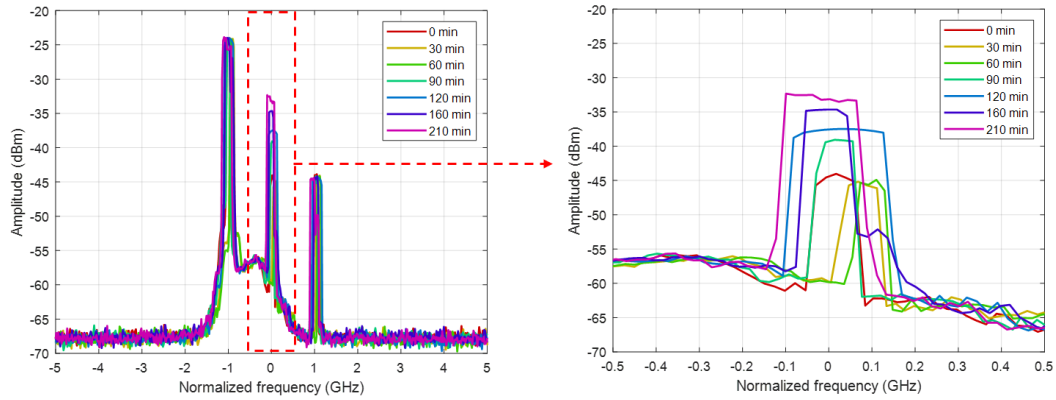 -20
-25
-30
-35
-40
-45
-50
-55
-60
-65
-70
-5 -4 -3 -2 -1 0 1 2 3 4 5
Amplitude (dBm)
Normalized frequency (GHz)
0 min
30 min
60 min
90 min
120 min
160 min
210 min
-20
-25
-30
-35
-40
-45
-50
-55
-60
-65
-70
-0.5 -0.4 -0.3 -0.2 -0.1 0 0.1 0.2 0.3 0.4 0.5
Amplitude (dBm)
Normalized frequency (GHz)
0 min
30 min
60 min
90 min
120 min
160 min
210 min